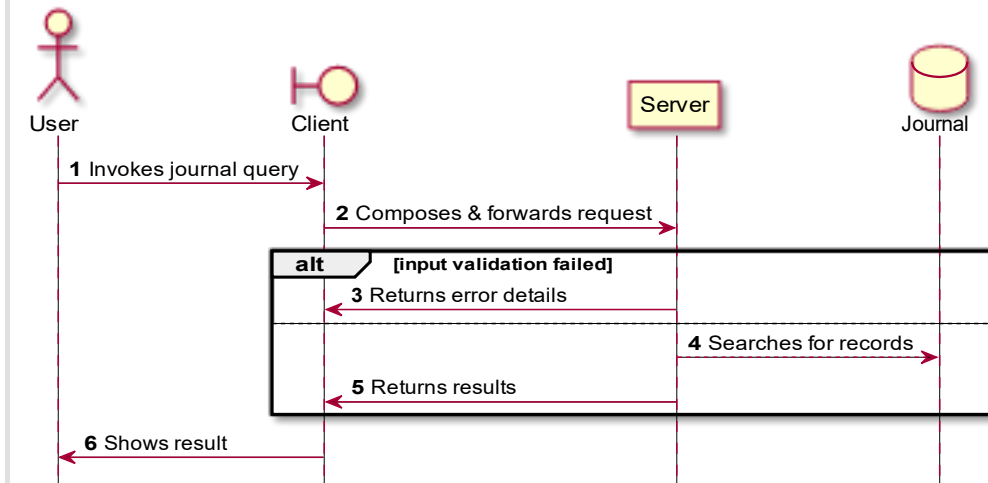 User
Client
Server
Journal
1 Invokes journal query
2 Composes & forwards request
alt [input validation failed]
3 Returns error details
4 Searches for records
5 Returns results
6 Shows result